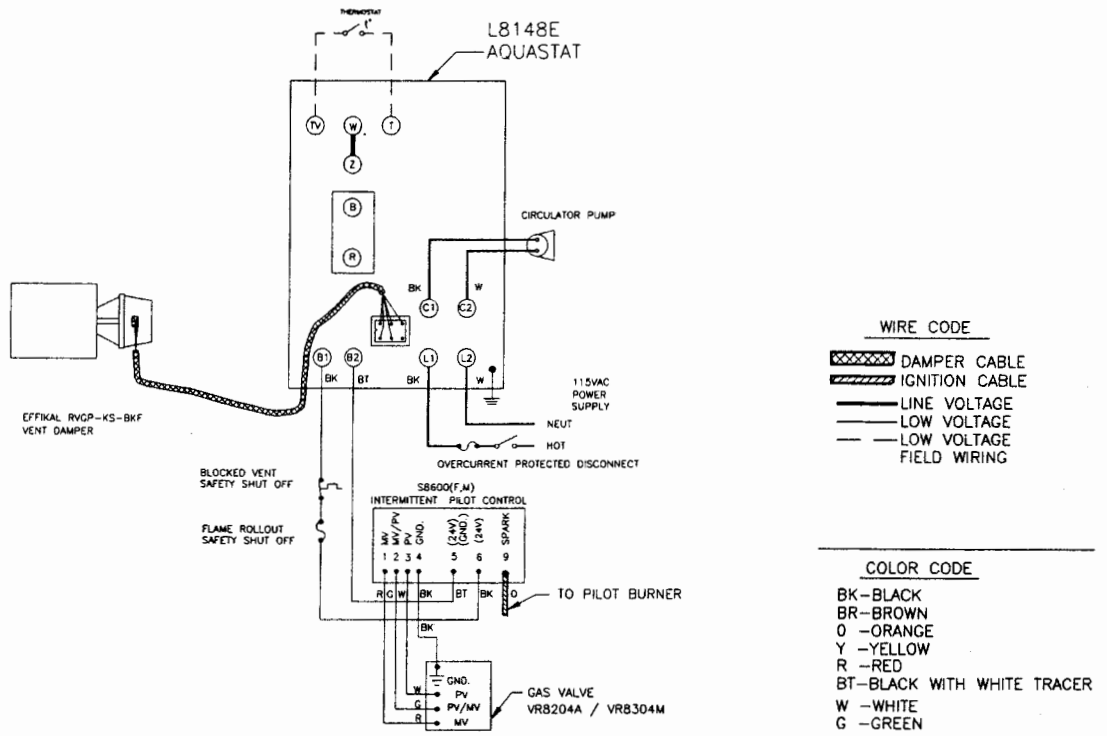 THERMOSTAT
t°
L8148E
AQUASTAT
TV
W
T
Z
B
R
CIRCULATOR PUMP
BK
W
C1
C2
B1
B2
L1
L2
BK
BT
BK
W
115VAC
POWER
SUPPLY
NEUT
HOT
OVERCURRENT PROTECTED DISCONNECT
EFFIKAL RVGP-KS-BKF
VENT DAMPER
BLOCKED VENT
SAFETY SHUT OFF
FLAME ROLLOUT
SAFETY SHUT OFF
S8600(F,M)
INTERMITTENT PILOT CONTROL
MV
MV/PV
PV
GND.
(24V)
(GND.)
(24V)
SPARK
1 2 3 4 5 6 9
R G W BK BT BK O
TO PILOT BURNER
BK
GND.
W PV
G PV/MV
R MV
GAS VALVE
VR8204A / VR8304M
WIRE CODE
DAMPER CABLE
IGNITION CABLE
LINE VOLTAGE
LOW VOLTAGE
LOW VOLTAGE
FIELD WIRING
COLOR CODE
BK-BLACK
BR-BROWN
O -ORANGE
Y -YELLOW
R -RED
BT-BLACK WITH WHITE TRACER
W -WHITE
G -GREEN